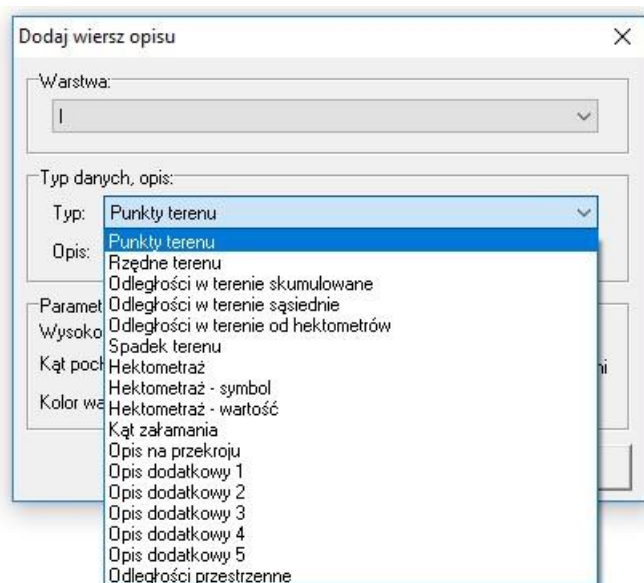 Dodaj wiersz opisu
Warstwa:
I
Typ danych, opis:
Typ: Punkty terenu
Opis: Punkty terenu
Rzędne terenu
Odległości w terenie skumulowane
Odległości w terenie sąsiednie
Odległości w terenie od hektometrów
Spadek terenu
Hektometraż
Hektometraż - symbol
Hektometraż - wartość
Kąt załamania
Opis na przekroju
Opis dodatkowy 1
Opis dodatkowy 2
Opis dodatkowy 3
Opis dodatkowy 4
Opis dodatkowy 5
Odległości przestrzenne
Paramet
Wysoko
Kąt poch
Kolor wa